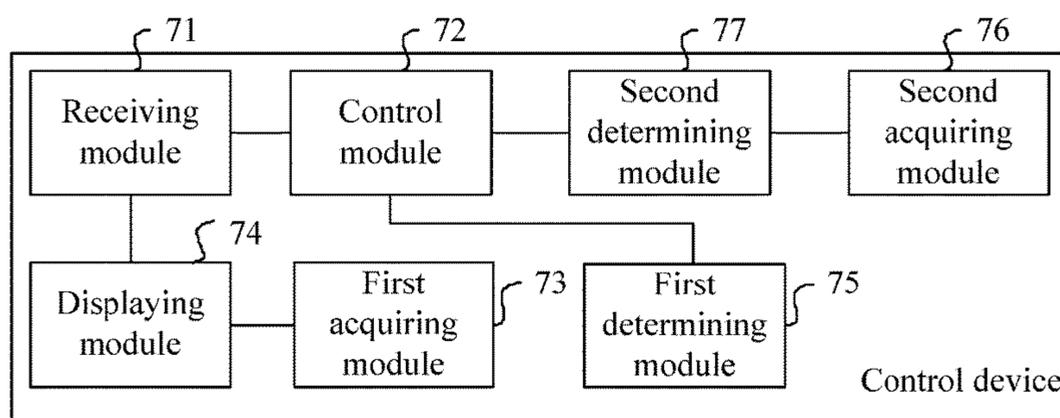 71
72
77
76
Receiving
module
Control
module
Second
determining
module
Second
acquiring
module
74
73
75
Displaying
module
First
acquiring
module
First
determining
module
Control device